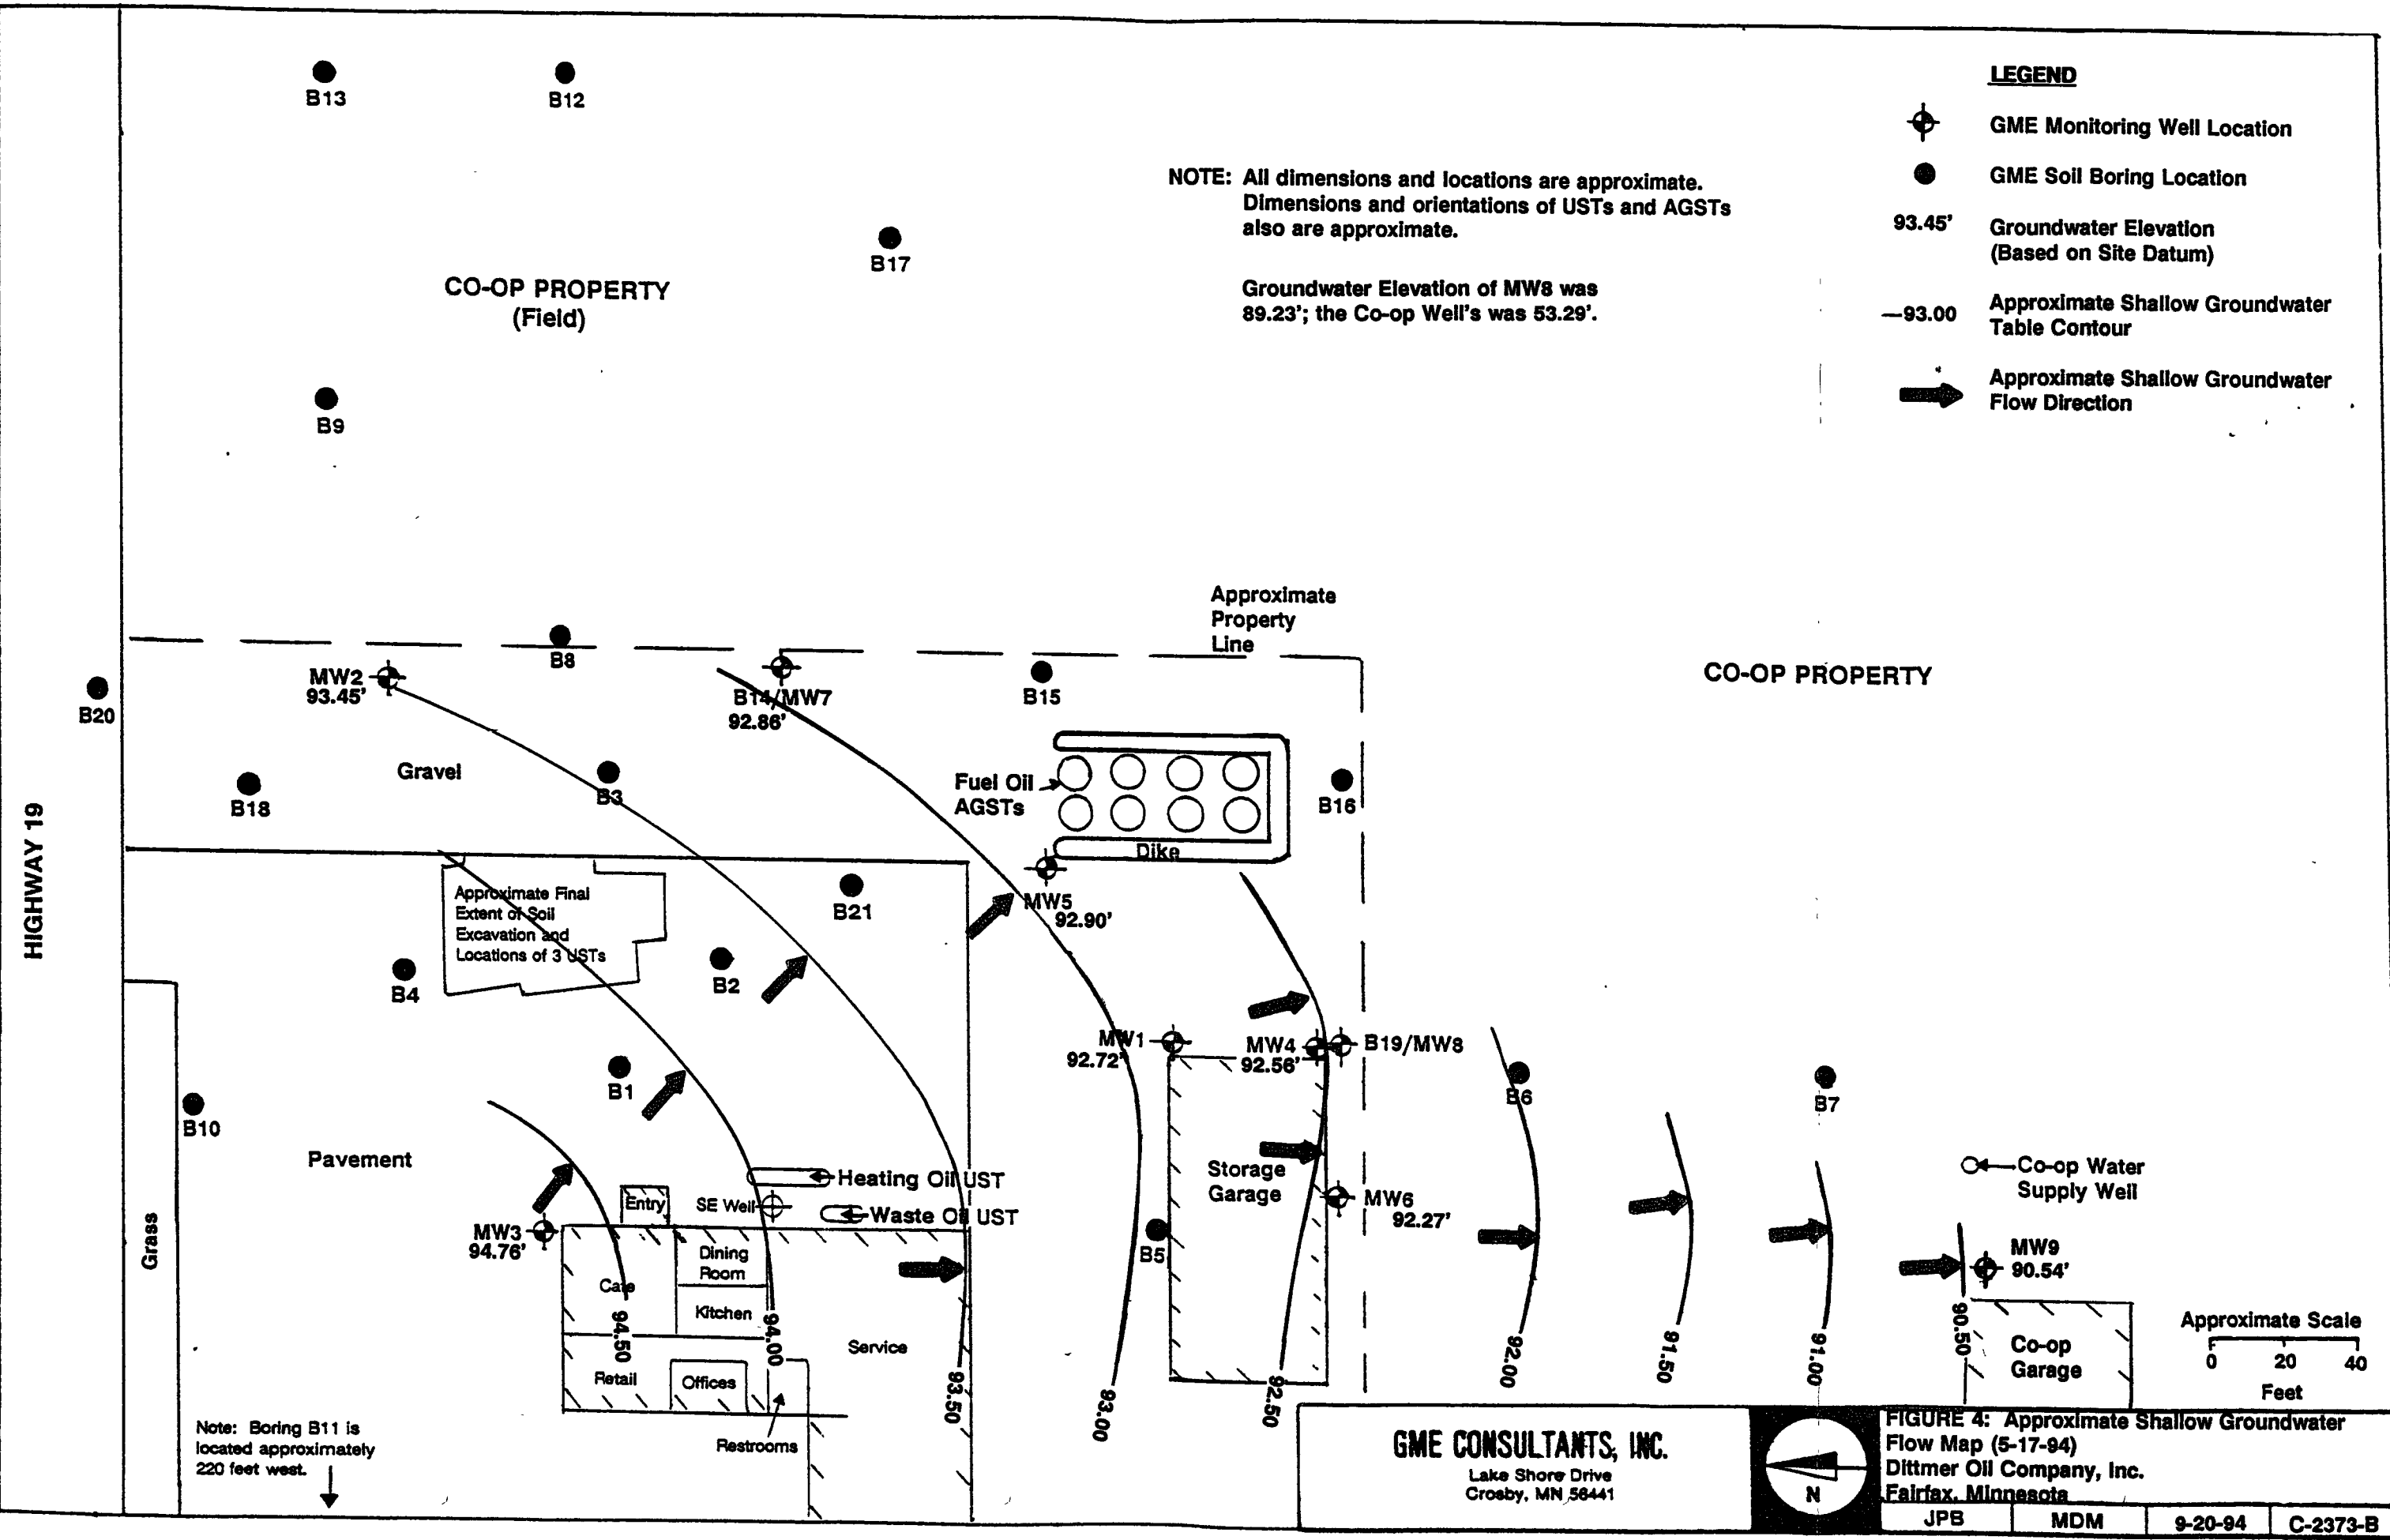 LEGEND
GME Monitoring Well Location
GME Soil Boring Location
93.45' Groundwater Elevation
(Based on Site Datum)
—93.00 Approximate Shallow Groundwater
Table Contour
Approximate Shallow Groundwater
Flow Direction
NOTE: All dimensions and locations are approximate.
Dimensions and orientations of USTs and AGSTs
also are approximate.
Groundwater Elevation of MW8 was
89.23'; the Co-op Well's was 53.29'.
B13
B12
B17
CO-OP PROPERTY
(Field)
B9
Approximate
Property
Line
B8
MW2
93.45'
B14/MW7
92.86'
B15
CO-OP PROPERTY
B20
Gravel
B3
B18
Fuel Oil
AGSTs
B16
Dike
HIGHWAY 19
Approximate Final
Extent of Soil
Excavation and
Locations of 3 USTs
B21
MW5
92.90'
B4
B2
MW1
92.72'
MW4
92.56'
B19/MW8
B1
B6
B7
B10
Pavement
Heating Oil UST
Entry
SE Well
Waste Oil UST
Storage
Garage
MW6
92.27'
Co-op Water
Supply Well
Grass
MW3
94.76'
Dining
Room
B5
MW9
90.54'
Cafe
Kitchen
94.50
94.00
Service
Retail
Offices
93.50
93.00
92.50
92.00
91.50
91.00
90.50
Co-op
Garage
Approximate Scale
0 20 40
Feet
Restrooms
Note: Boring B11 is
located approximately
220 feet west.
GME CONSULTANTS, INC.
Lake Shore Drive
Crosby, MN 56441
N
FIGURE 4: Approximate Shallow Groundwater
Flow Map (5-17-94)
Dittmer Oil Company, Inc.
Fairfax, Minnesota
JPB MDM 9-20-94 C-2373-B